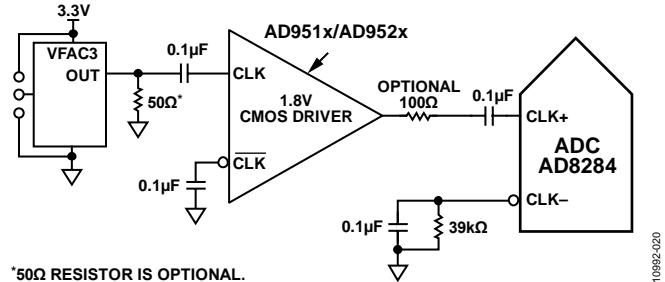 3.3V
VFAC3
OUT
0.1µF
50Ω*
AD951x/AD952x
CLK
1.8V
CMOS DRIVER
CLK
0.1µF
OPTIONAL
100Ω
0.1µF
CLK+
ADC
AD8284
CLK–
0.1µF
39kΩ
*50Ω RESISTOR IS OPTIONAL.
10992-020